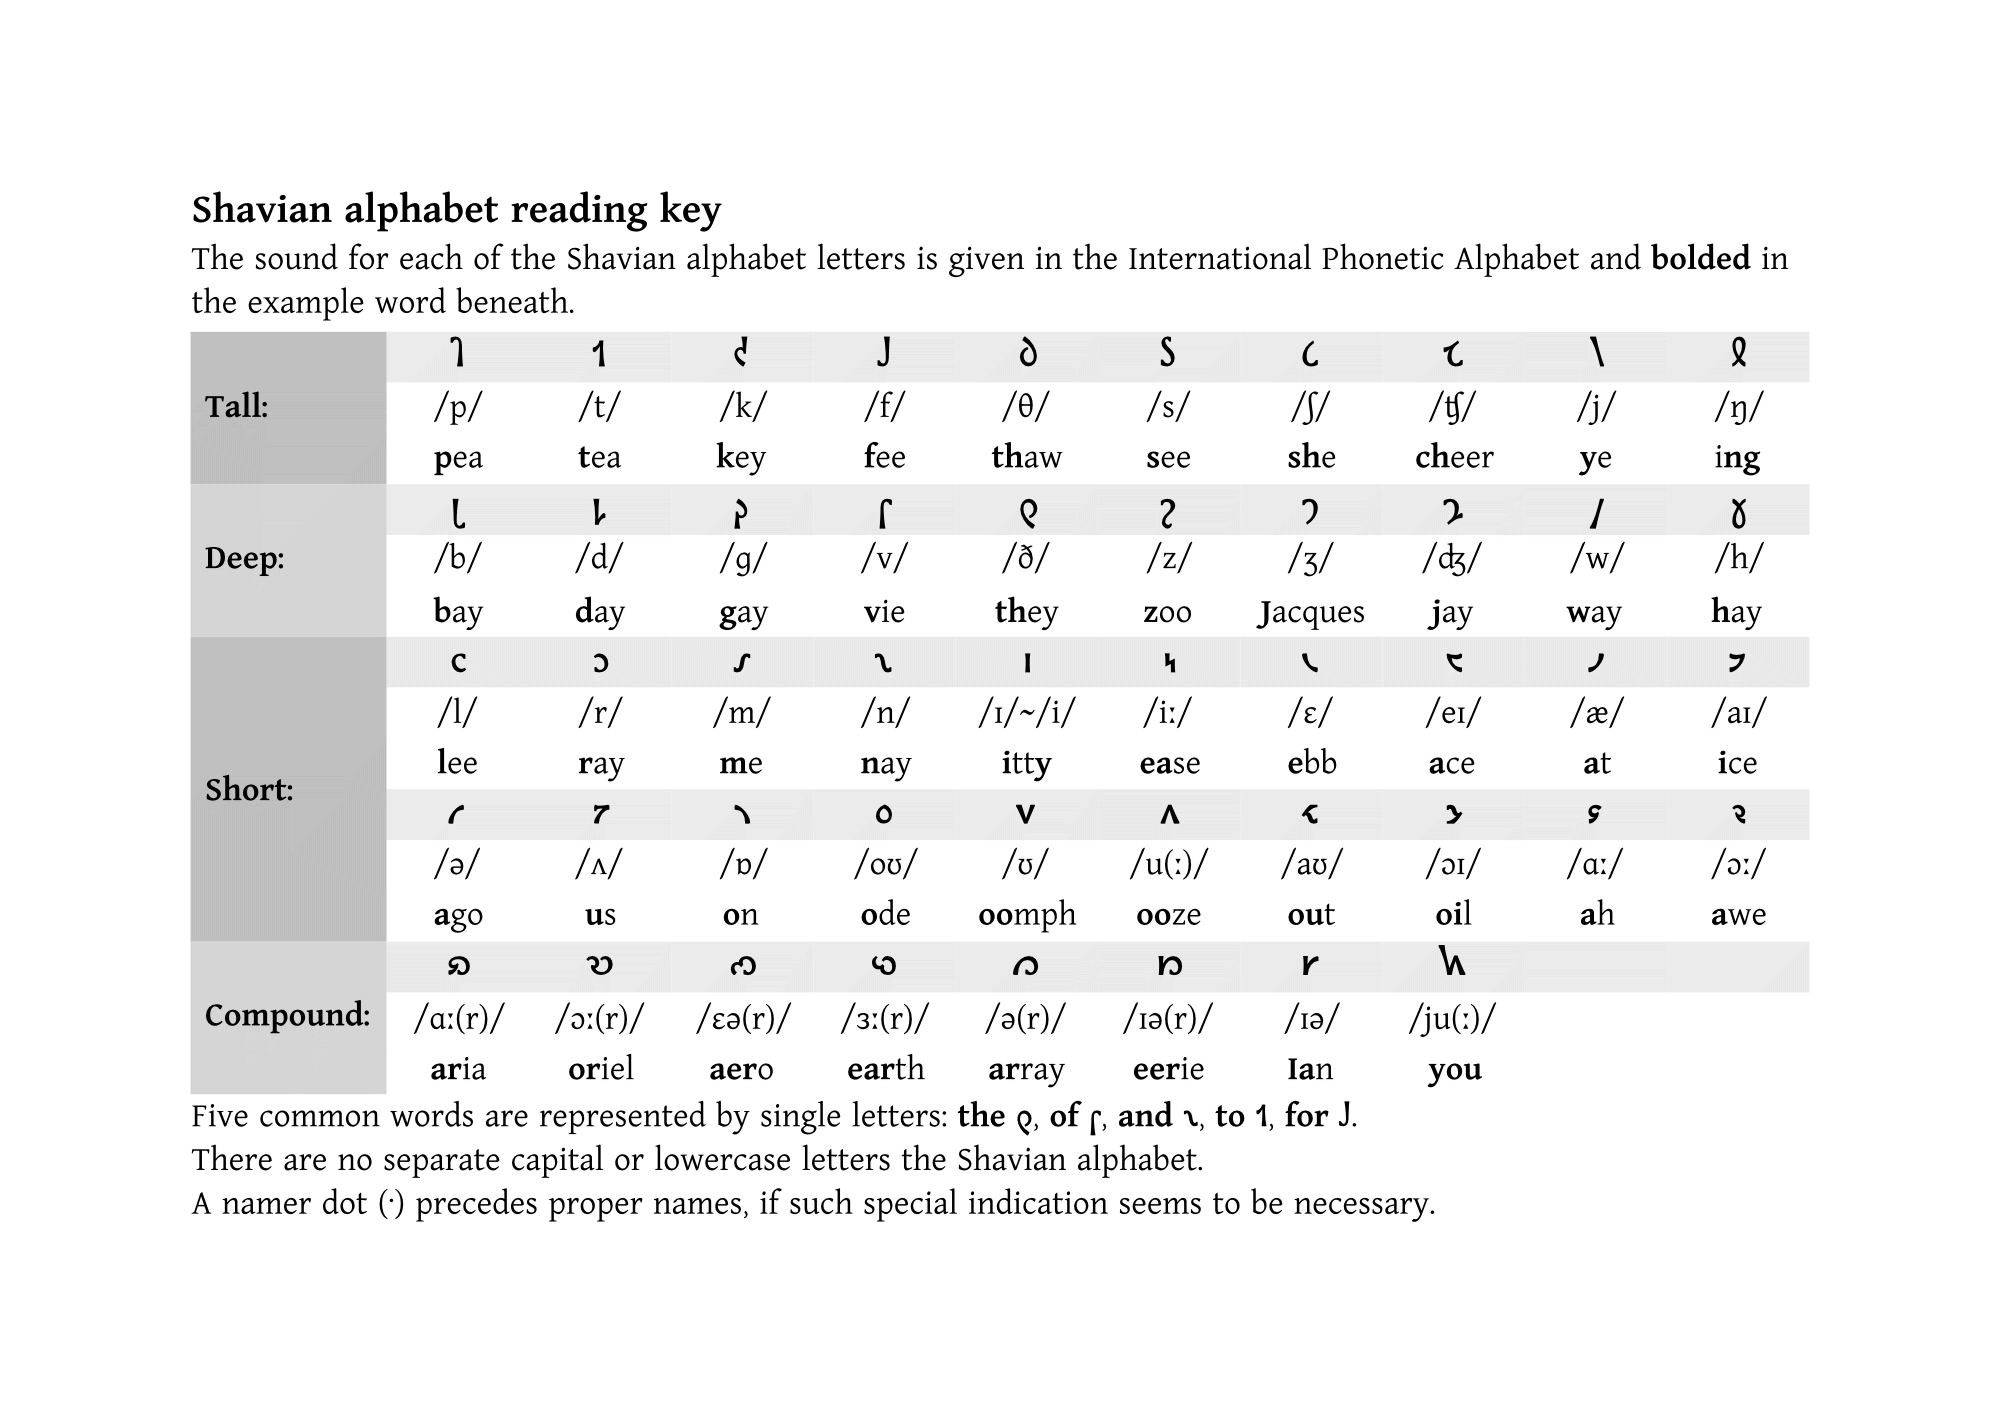 Shavian alphabet reading key
The sound for each of the Shavian alphabet letters is given in the International Phonetic Alphabet and bolded in
the example word beneath.
Tall:
𐑐 𐑑 𐑒 𐑓 𐑔 𐑕 𐑖 𐑗 𐑘 𐑙
/p/ /t/ /k/ /f/ /θ/ /s/ /ʃ/ /ʧ/ /j/ /ŋ/
pea tea key fee thaw see she cheer ye ing
Deep:
𐑚 𐑛 𐑜 𐑝 𐑞 𐑟 𐑠 𐑡 𐑢 𐑣
/b/ /d/ /ɡ/ /v/ /ð/ /z/ /ʒ/ /ʤ/ /w/ /h/
bay day gay vie they zoo Jacques jay way hay
Short:
𐑤 𐑮 𐑥 𐑯 𐑦 𐑰 𐑧 𐑱 𐑨 𐑲
/l/ /r/ /m/ /n/ /ɪ/~/i/ /iː/ /ɛ/ /eɪ/ /æ/ /aɪ/
lee ray me nay itty ease ebb ace at ice
𐑩 𐑳 𐑪 𐑴 𐑫 𐑵 𐑬 𐑶 𐑭 𐑷
/ə/ /ʌ/ /ɒ/ /oʊ/ /ʊ/ /u(ː)/ /aʊ/ /ɔɪ/ /ɑː/ /ɔː/
ago us on ode oomph ooze out oil ah awe
Compound:
𐑸 𐑹 𐑺 𐑻 𐑼 𐑽 𐑾 𐑿
/ɑː(r)/ /ɔː(r)/ /ɛə(r)/ /ɜː(r)/ /ə(r)/ /ɪə(r)/ /ɪə/ /ju(ː)/
aria oriel aero earth array eerie Ian you
Five common words are represented by single letters: the 𐑞, of 𐑝, and 𐑯, to 𐑑, for 𐑓.
There are no separate capital or lowercase letters the Shavian alphabet.
A namer dot (·) precedes proper names, if such special indication seems to be necessary.